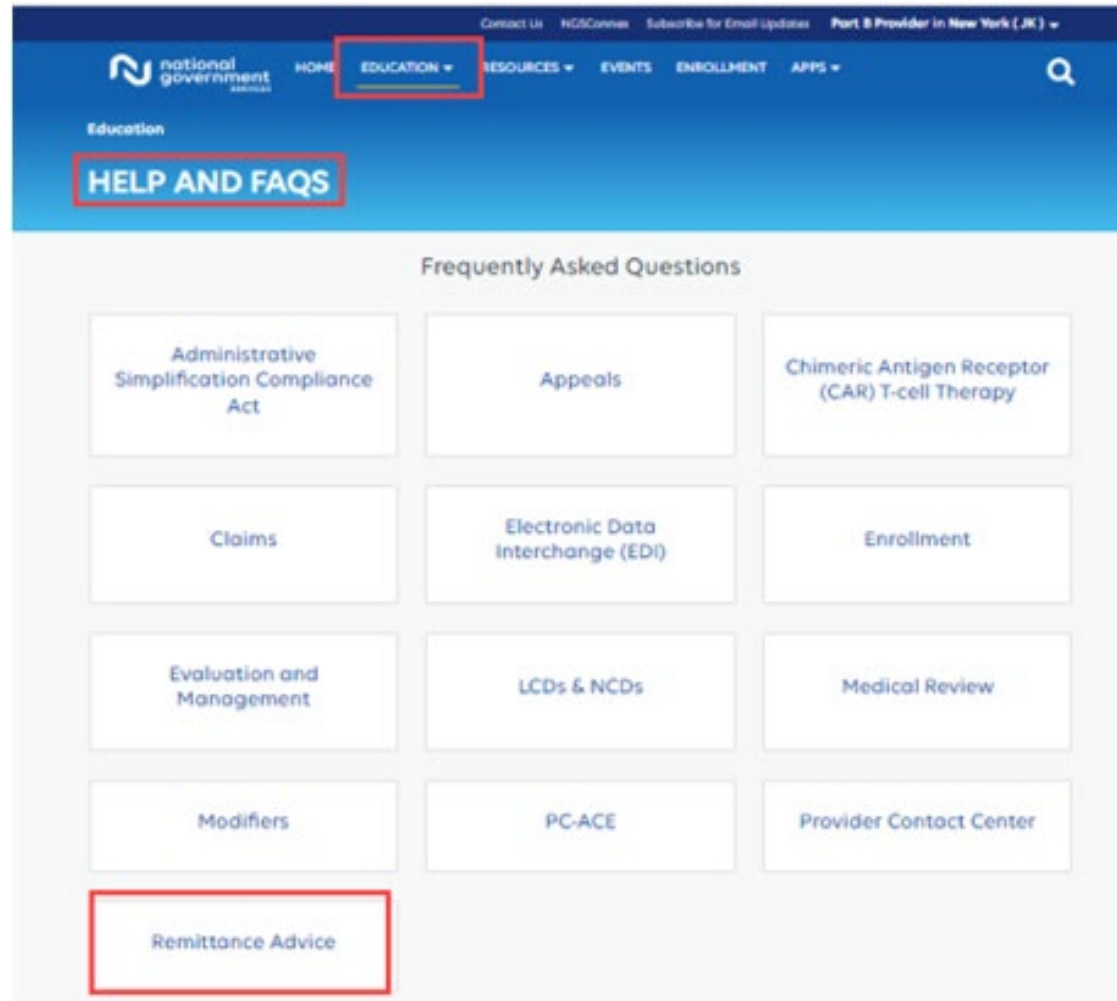 Contact Us NGSConnex Subscribe for Email Updates Part B Provider in New York ( JK )
national
government
SERVICES
HOME EDUCATION RESOURCES EVENTS ENROLLMENT APPS
Education
HELP AND FAQS
Frequently Asked Questions
Administrative
Simplification Compliance
Act
Appeals
Chimeric Antigen Receptor
(CAR) T-cell Therapy
Claims
Electronic Data
Interchange (EDI)
Enrollment
Evaluation and
Management
LCDs & NCDs
Medical Review
Modifiers
PC-ACE
Provider Contact Center
Remittance Advice